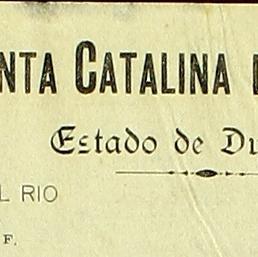 NTA CATALINA
Estado de Du
L RIO
F.